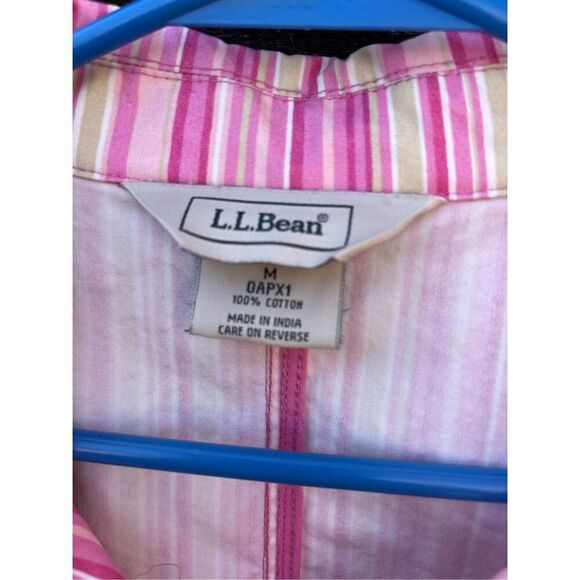 L.L.Bean®
M
0APX1
100% COTTON
MADE IN INDIA
CARE ON REVERSE